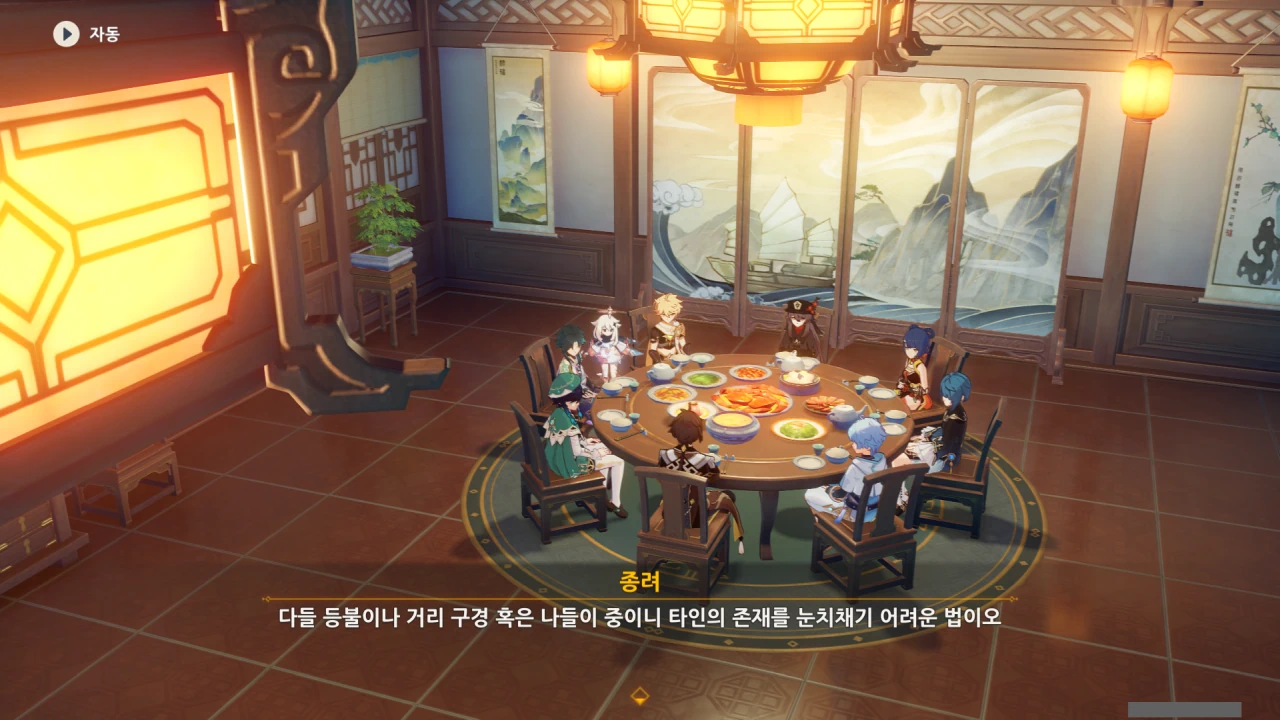 자동
종려
다들 등불이나 거리 구경 혹은 나들이 중이니 타인의 존재를 눈치채기 어려운 법이오